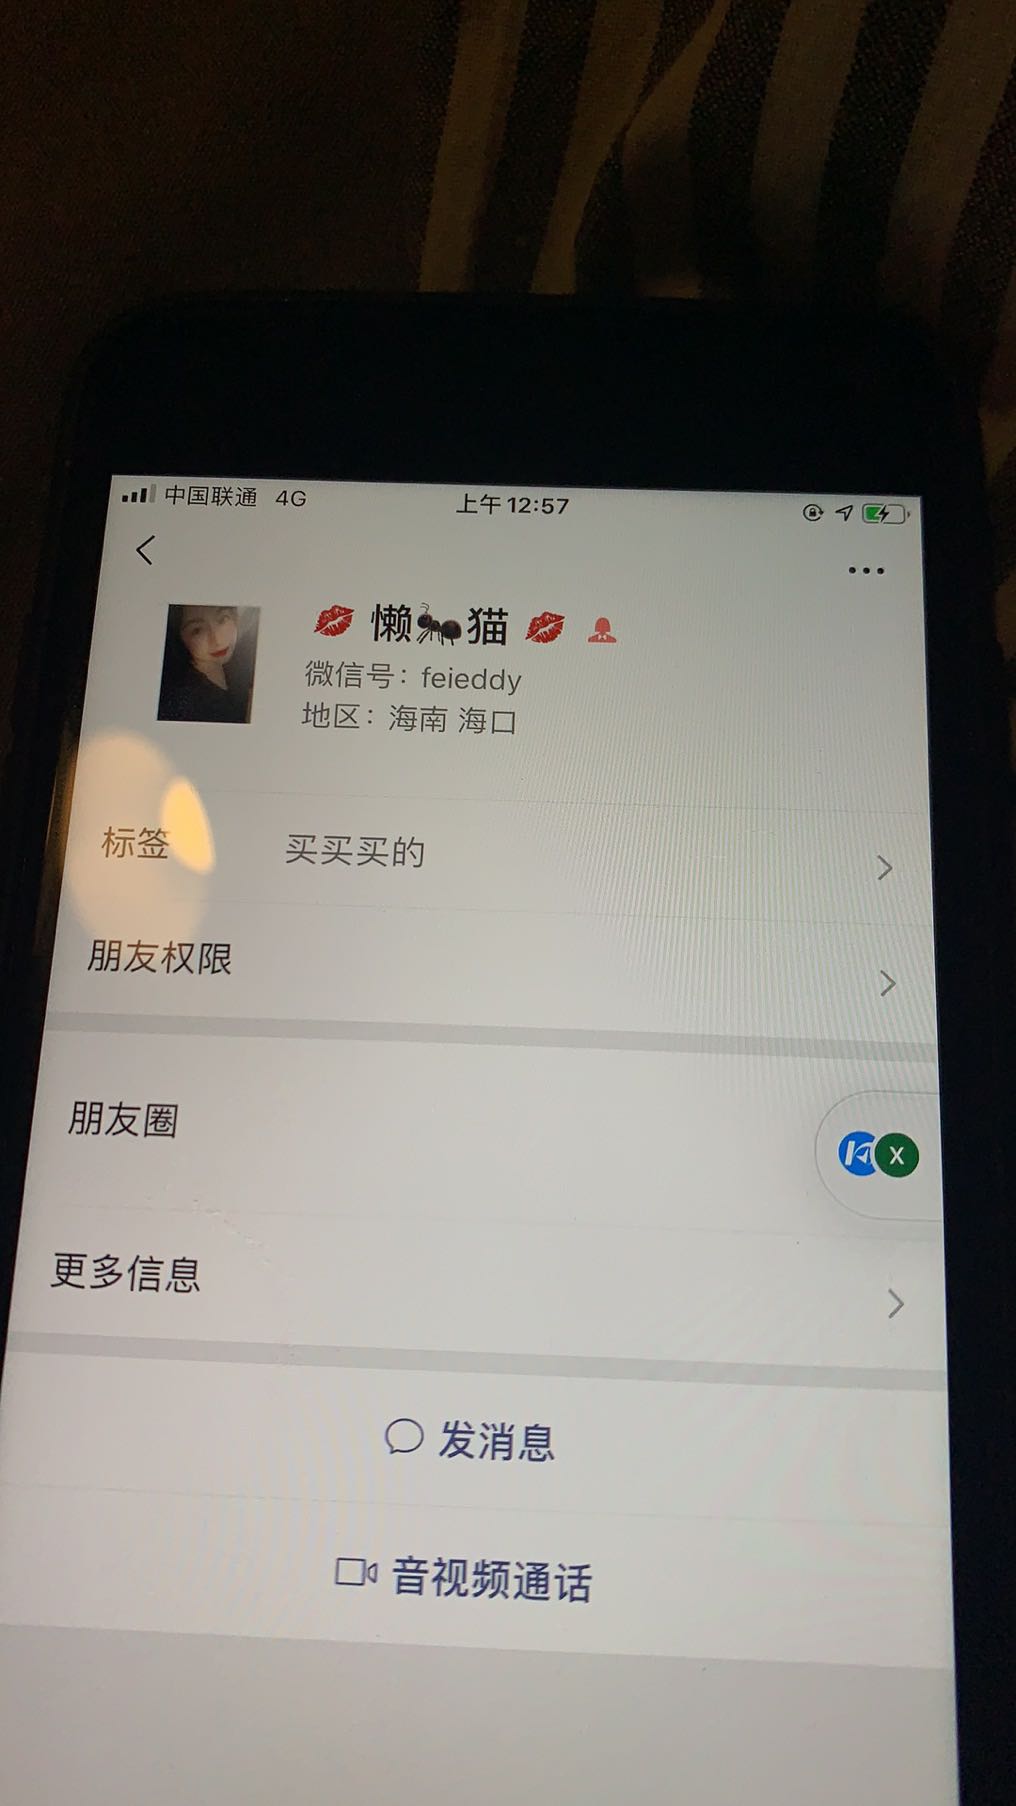 中国联通 4G 上午12:57
💋 懒🐜猫 💋
微信号：feieddy
地区：海南 海口
标签 买买买的
朋友权限
朋友圈
X
更多信息
发消息
音视频通话